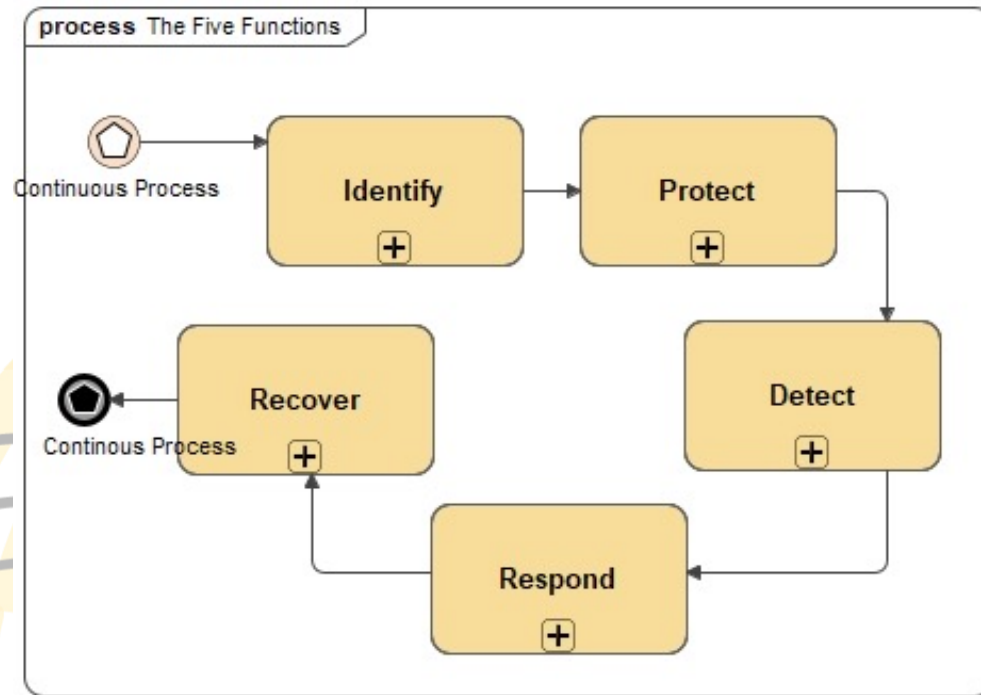 process The Five Functions
Continuous Process
Identify
Protect
Detect
Respond
Recover
Continous Process